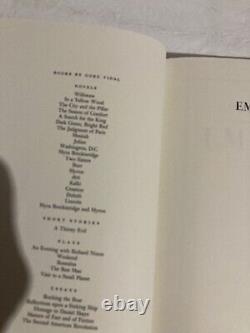 BOOKS BY GORE VIDAL
NOVELS
Williwaw
In a Yellow Wood
The City and the Pillar
The Season of Comfort
A Search for the King
Dark Green, Bright Red
The Judgment of Paris
Messiah
Julian
Washington, D.C.
Myra Breckinridge
Two Sisters
Burr
Myron
1876
Kalki
Creation
Duluth
Lincoln
Myra Breckinridge and Myron
SHORT STORIES
A Thirsty Evil
PLAYS
An Evening with Richard Nixon
Weekend
Romulus
The Best Man
Visit to a Small Planet
ESSAYS
Rocking the Boat
Reflections upon a Sinking Ship
Homage to Daniel Shays
Matters of Fact and of Fiction
The Second American Revolution
EM
©ebay